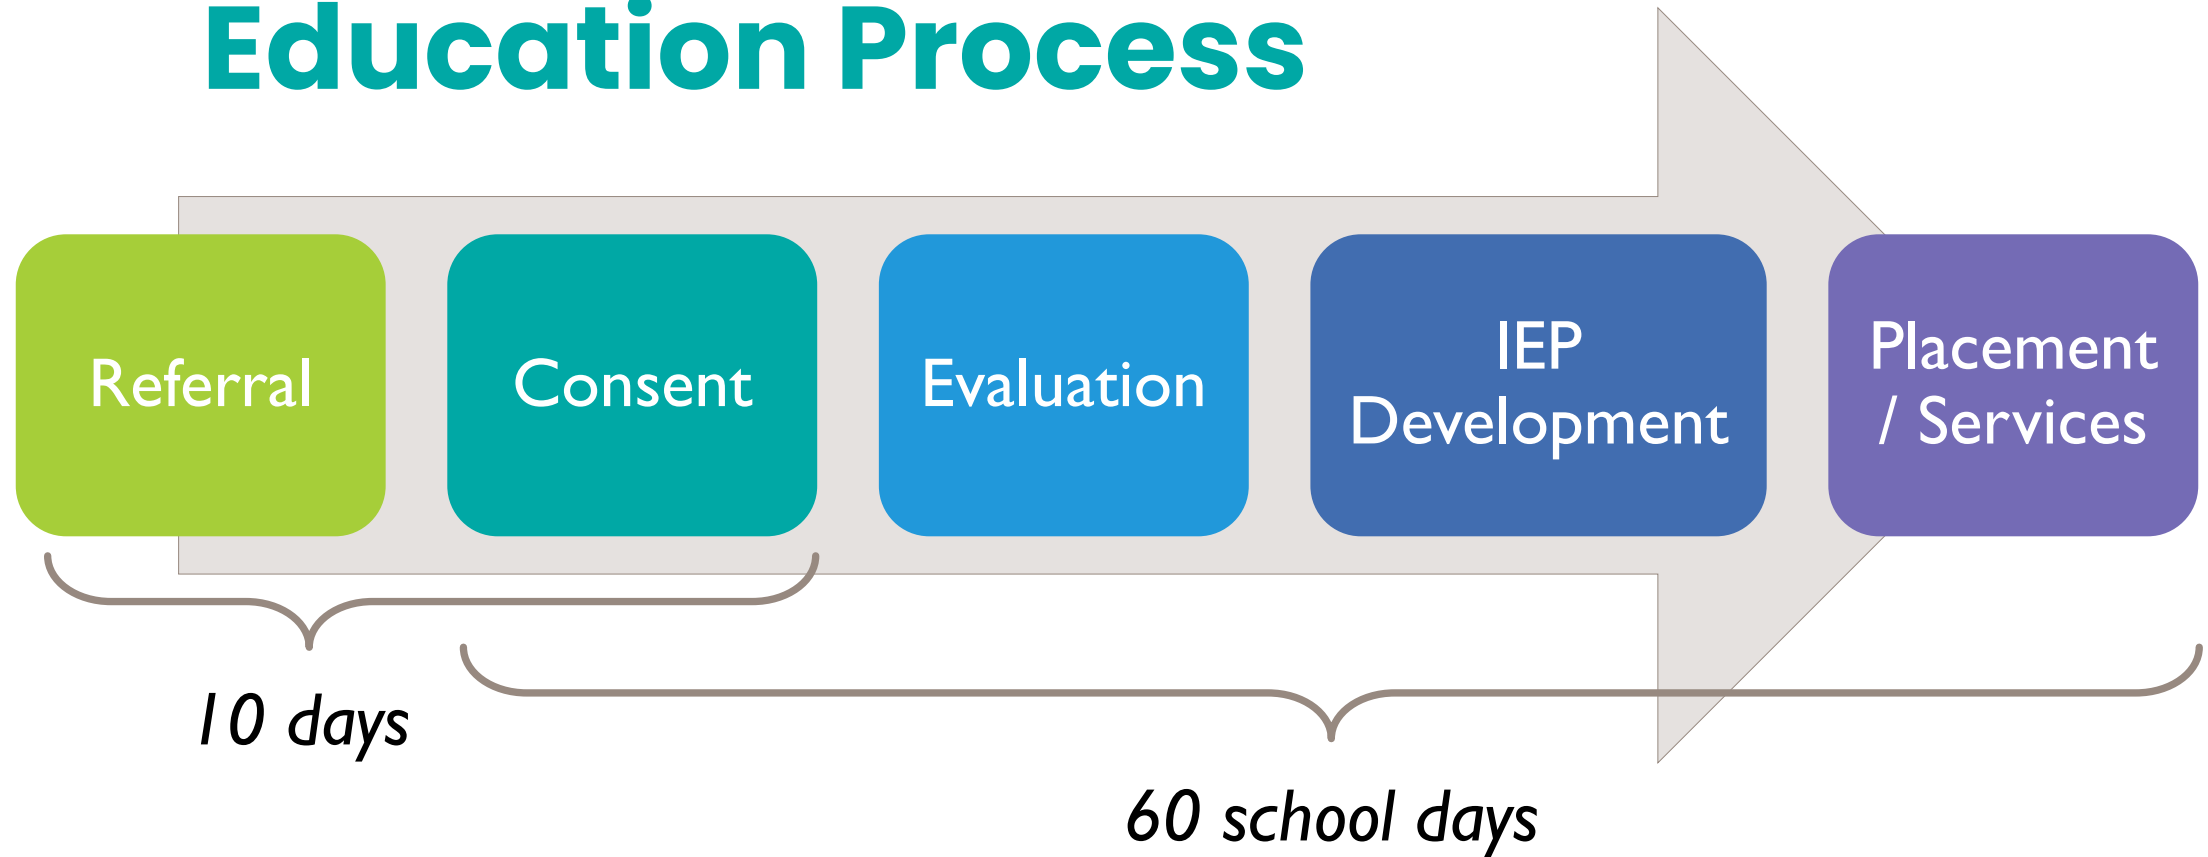 Education Process
Referral
Consent
Evaluation
IEP
Development
Placement
/ Services
10 days
60 school days